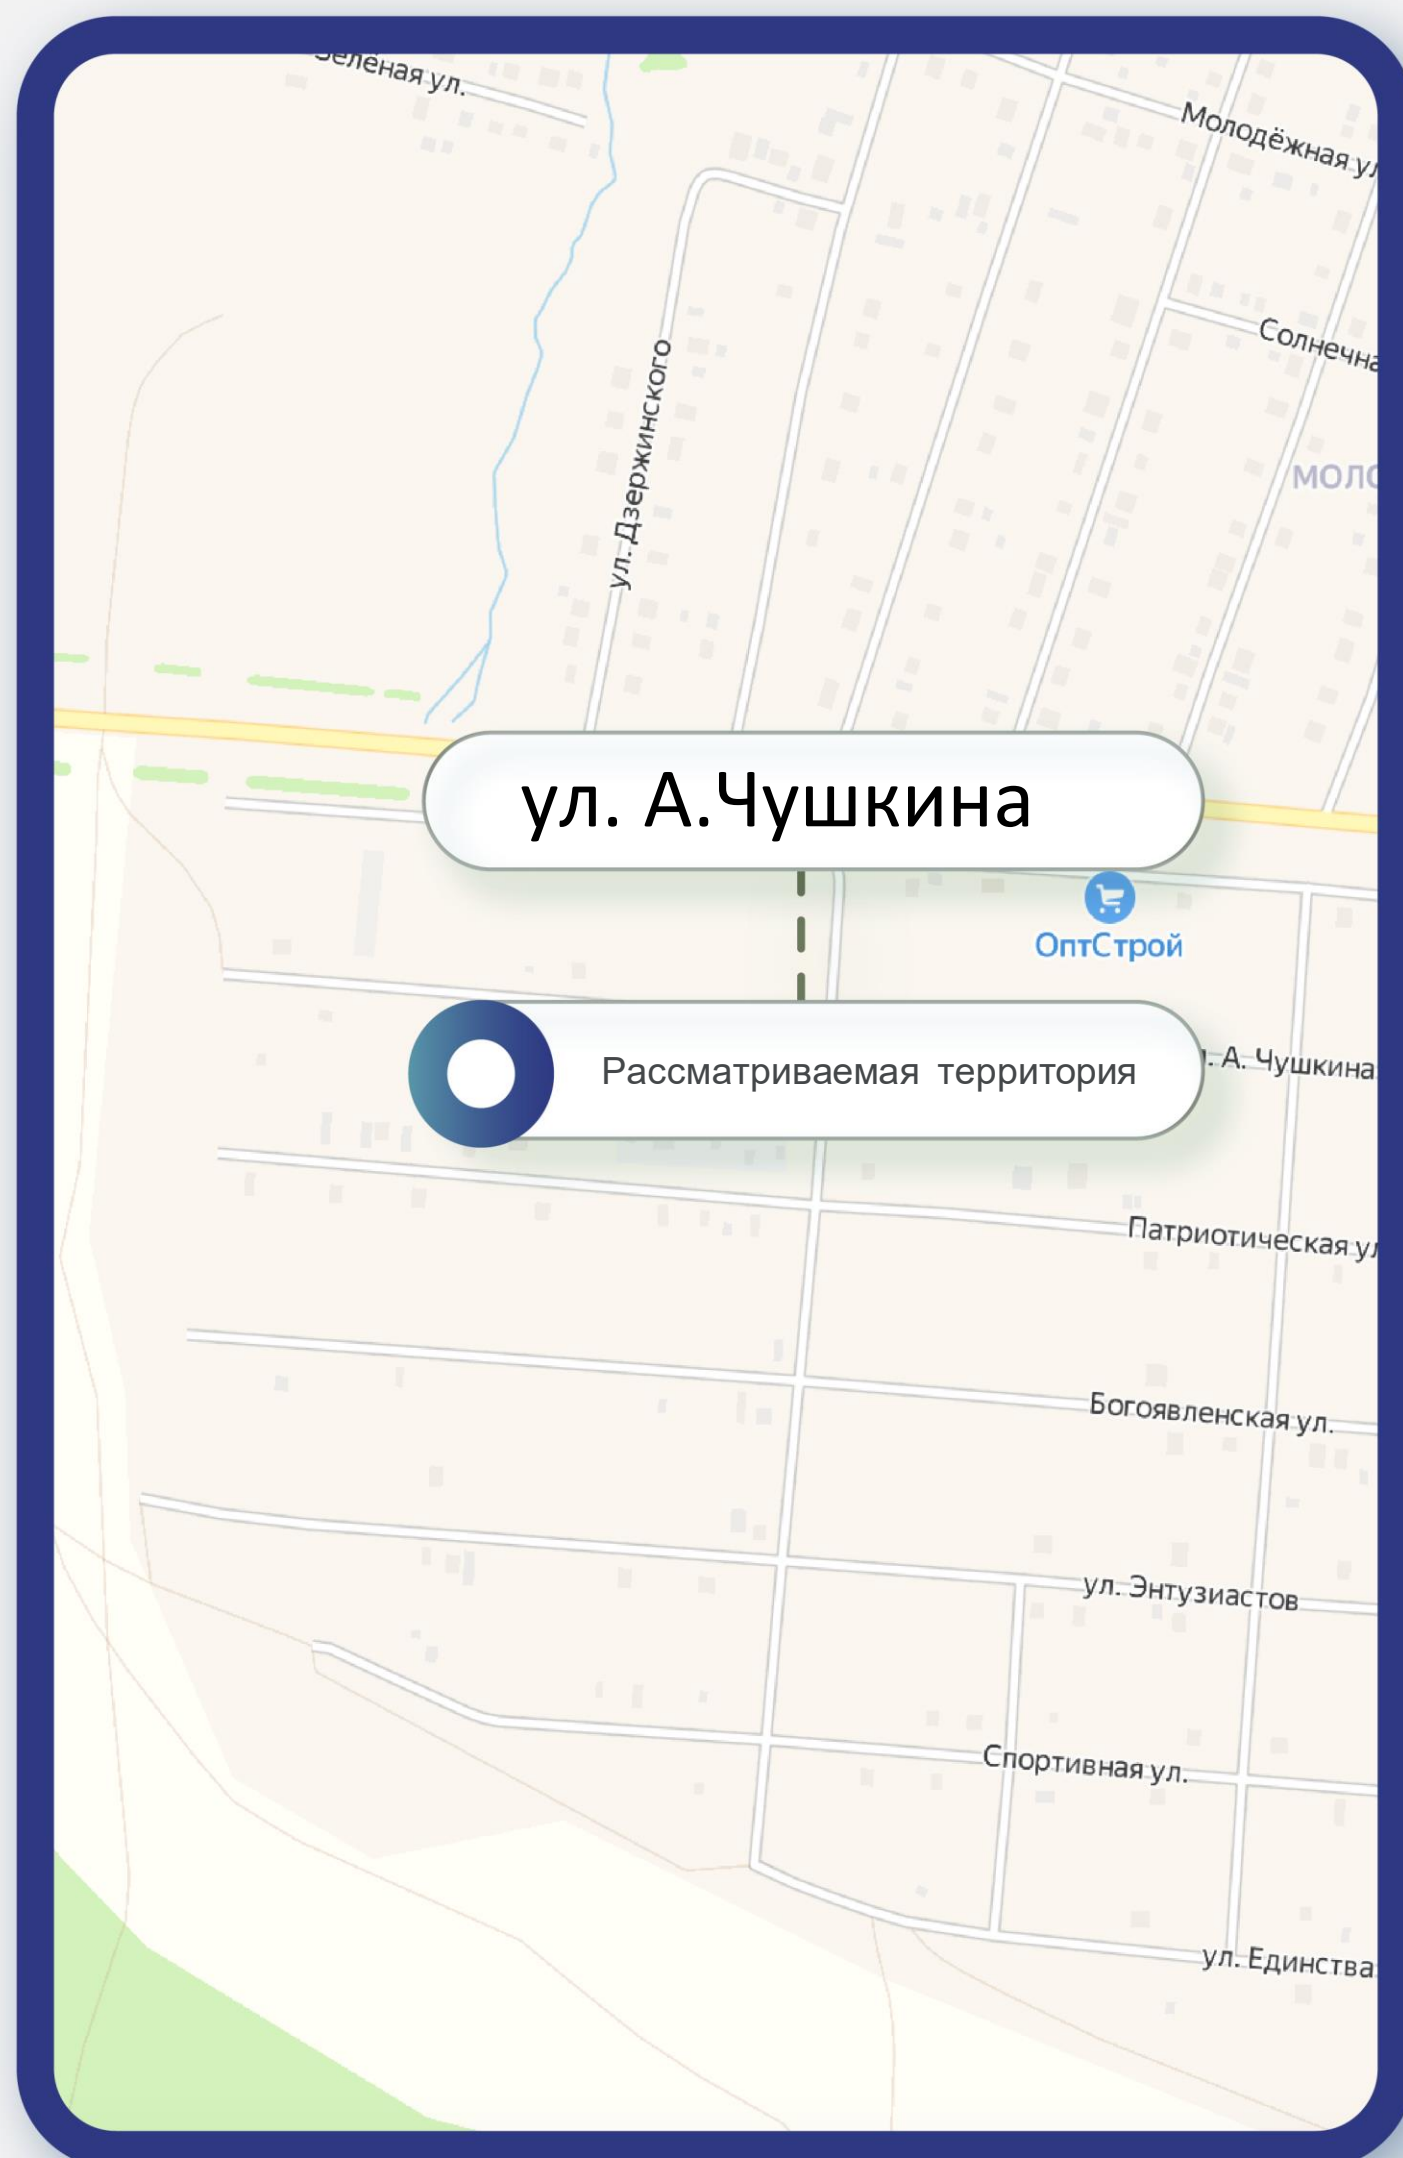 Зелёная ул.
Молодёжная ул
Солнечна
ул. Дзержинского
МОЛО
ул. А.Чушкина
ОптСтрой
Рассматриваемая территория
. А. Чушкина
Патриотическая ул
Богоявленская ул.
ул. Энтузиастов
Спортивная ул.
ул. Единства